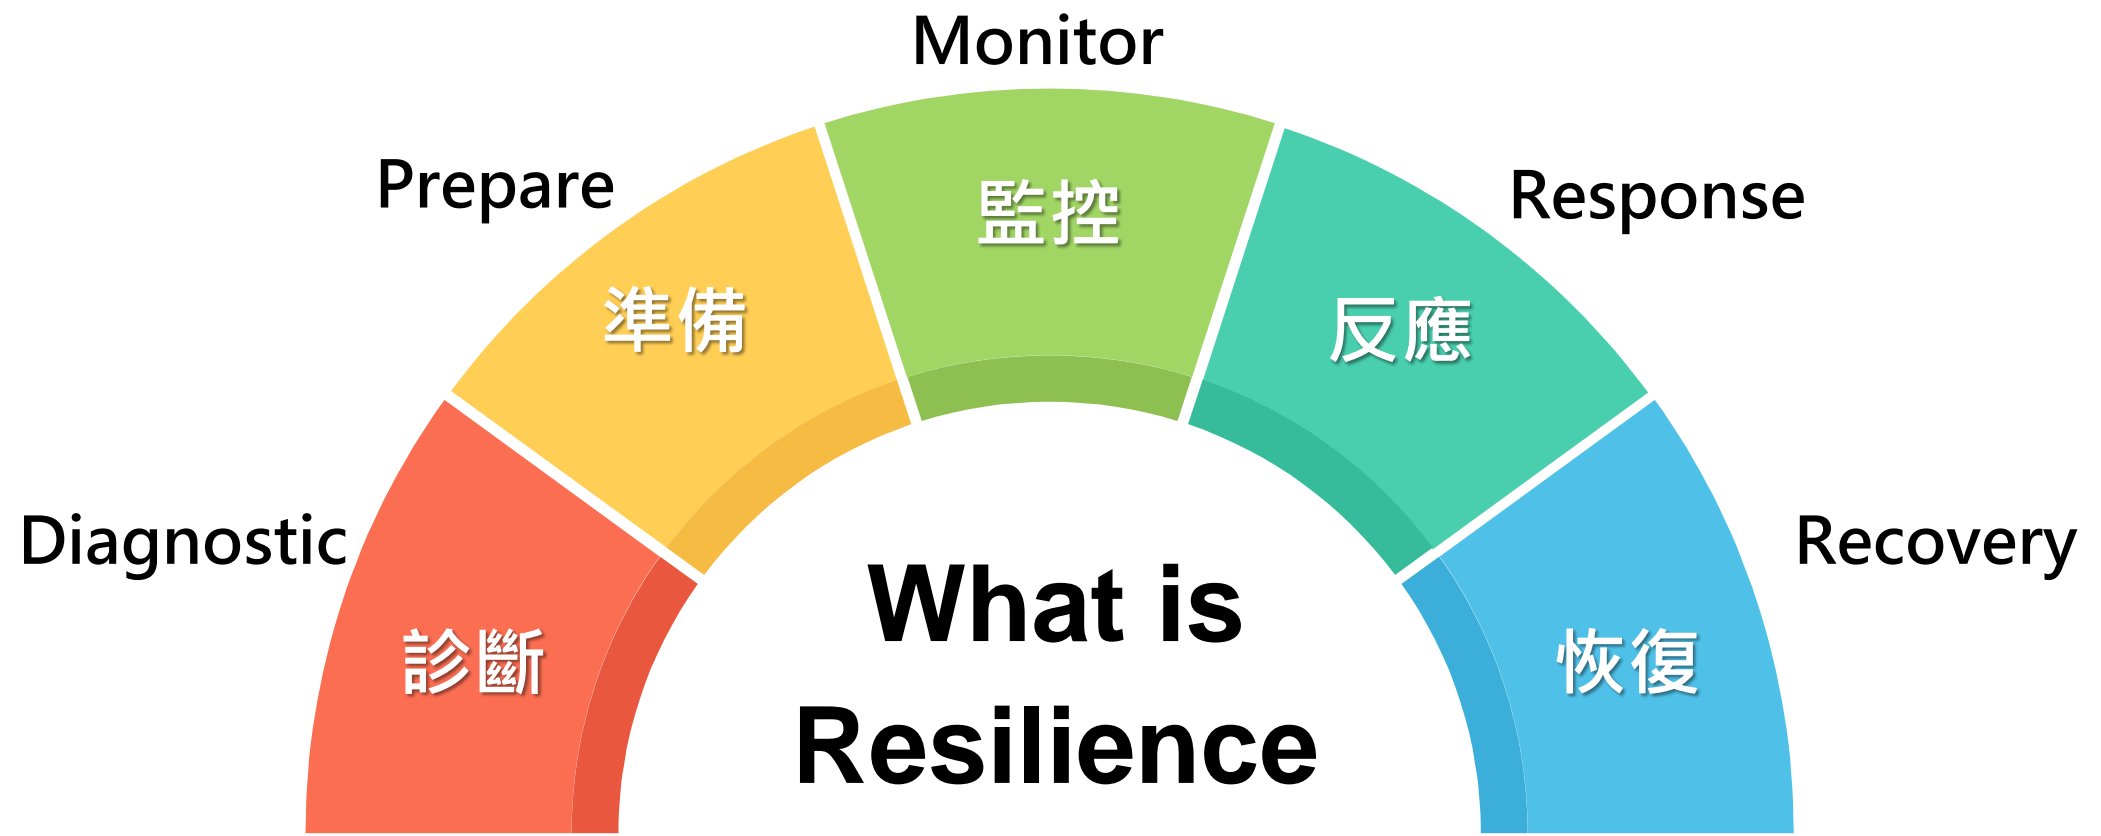 Monitor
Prepare
Response
監控
準備
反應
Diagnostic
Recovery
診斷
恢復
What is
Resilience